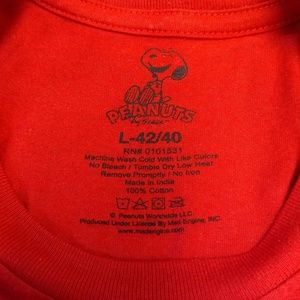 PEANUTS
by Schulz
L-42/40
RN# 0101531
Machine Wash Cold With Like Colors
No Bleach / Tumble Dry Low Heat
Remove Promptly / No Iron
Made in India
100% Cotton
© Peanuts Worldwide LLC
Produced Under License By Mad Engine, INC.
www.madengine.com